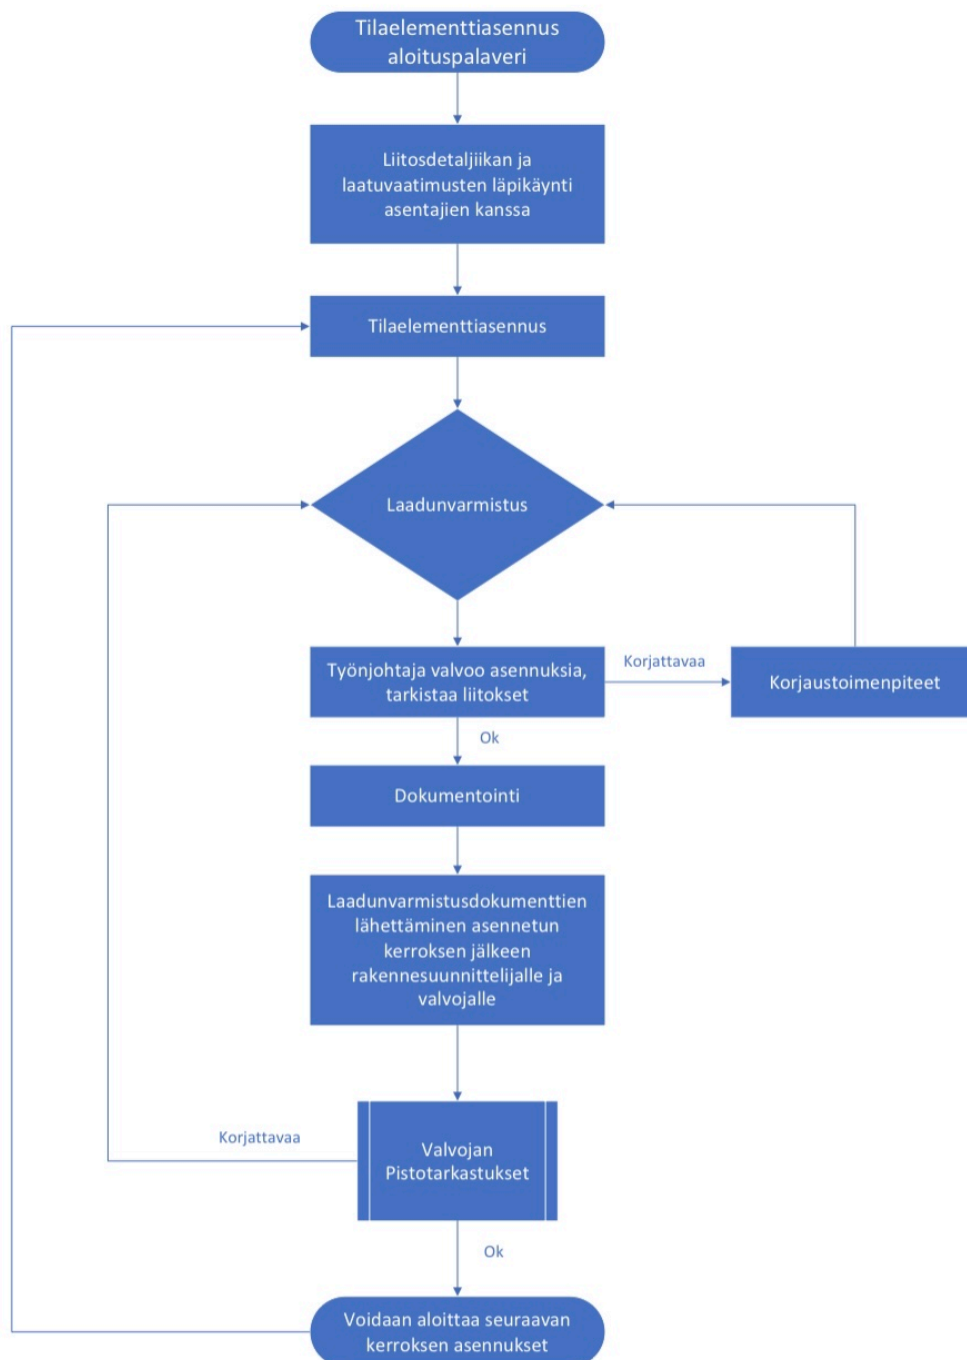 Tilaelementtiasennus
aloituspalaveri
Liitosdetaljiikan ja
laatuvaatimusten läpikäynti
asentajien kanssa
Tilaelementtiasennus
Laadunvarmistus
Työnjohtaja valvoo asennuksia,
tarkistaa liitokset
Korjattavaa
Korjaustoimenpiteet
Ok
Dokumentointi
Laadunvarmistusdokumenttien
lähettäminen asennetun
kerroksen jälkeen
rakennesuunnittelijalle ja
valvojalle
Korjattavaa
Valvojan
Pistotarkastukset
Ok
Voidaan aloittaa seuraavan
kerroksen asennukset